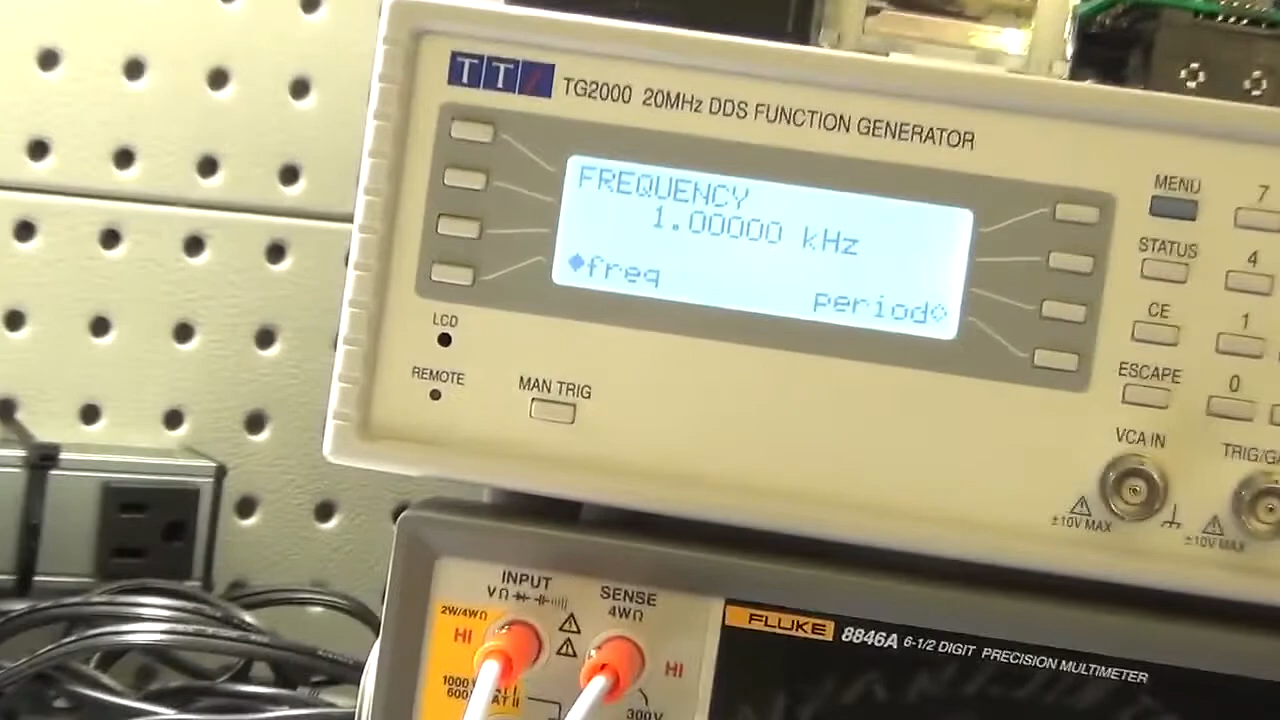 TTi TG2000 20MHz DDS FUNCTION GENERATOR
FREQUENCY
1.00000 kHz
◆freq
period◇
LCD
REMOTE
MAN TRIG
MENU
STATUS
CE
ESCAPE
7
4
1
0
VCA IN
±10V MAX
±10V MAX
INPUT
VΩ
SENSE
4WΩ
2W/4WΩ
HI
HI
300V
FLUKE 8846A 6-1/2 DIGIT PRECISION MULTIMETER